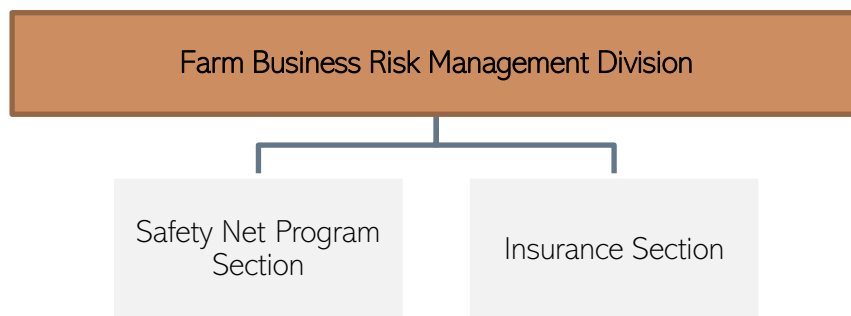 Farm Business Risk Management Division
Safety Net Program
Section
Insurance Section